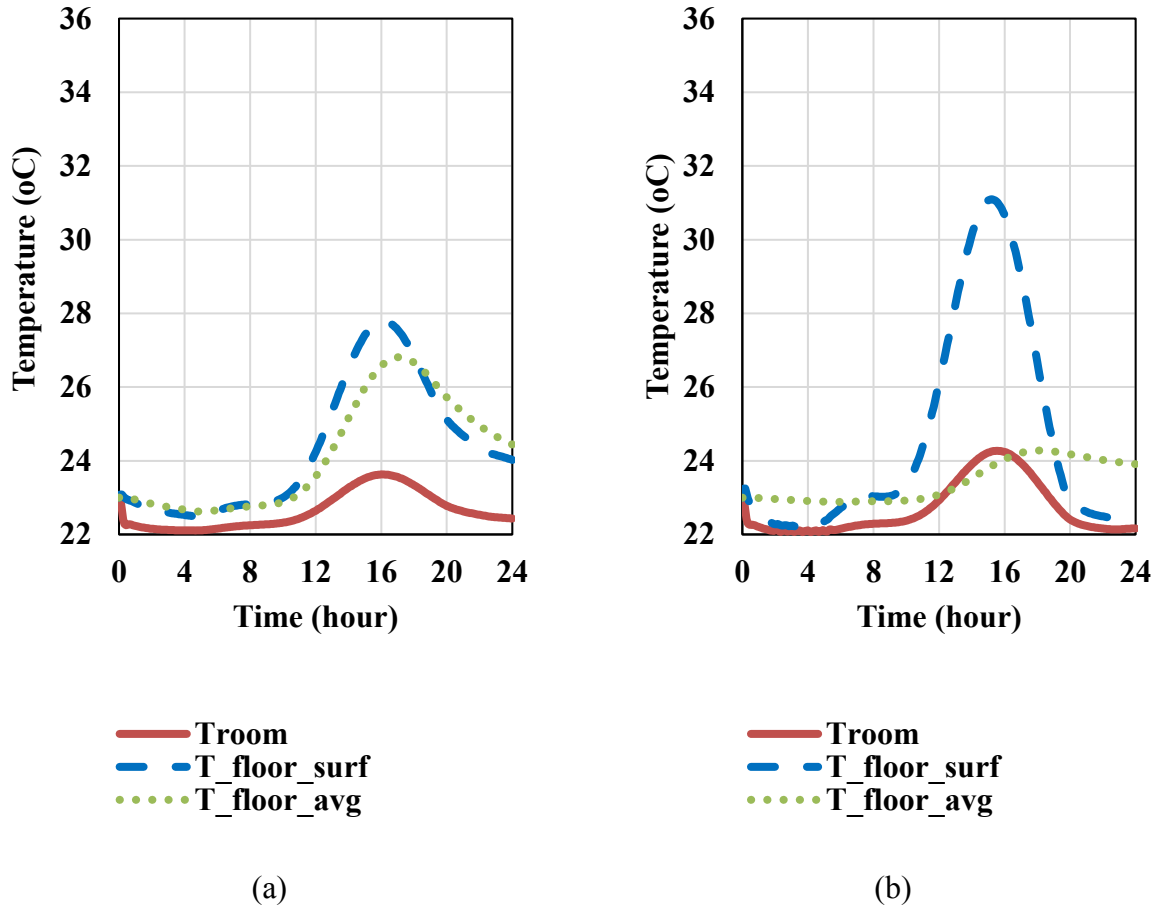 36
34
32
30
28
26
24
22
0 4 8 12 16 20 24
Temperature (oC)
Time (hour)
Troom
T_floor_surf
T_floor_avg
(a)
36
34
32
30
28
26
24
22
0 4 8 12 16 20 24
Temperature (oC)
Time (hour)
Troom
T_floor_surf
T_floor_avg
(b)